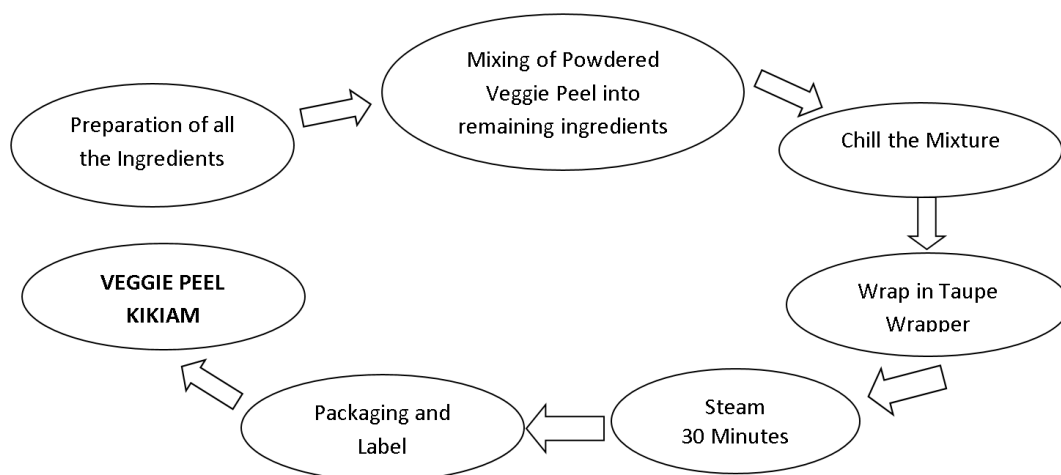 Preparation of all
the Ingredients
Mixing of Powdered
Veggie Peel into
remaining ingredients
Chill the Mixture
Wrap in Taupe
Wrapper
Steam
30 Minutes
Packaging and
Label
VEGGIE PEEL
KIKIAM